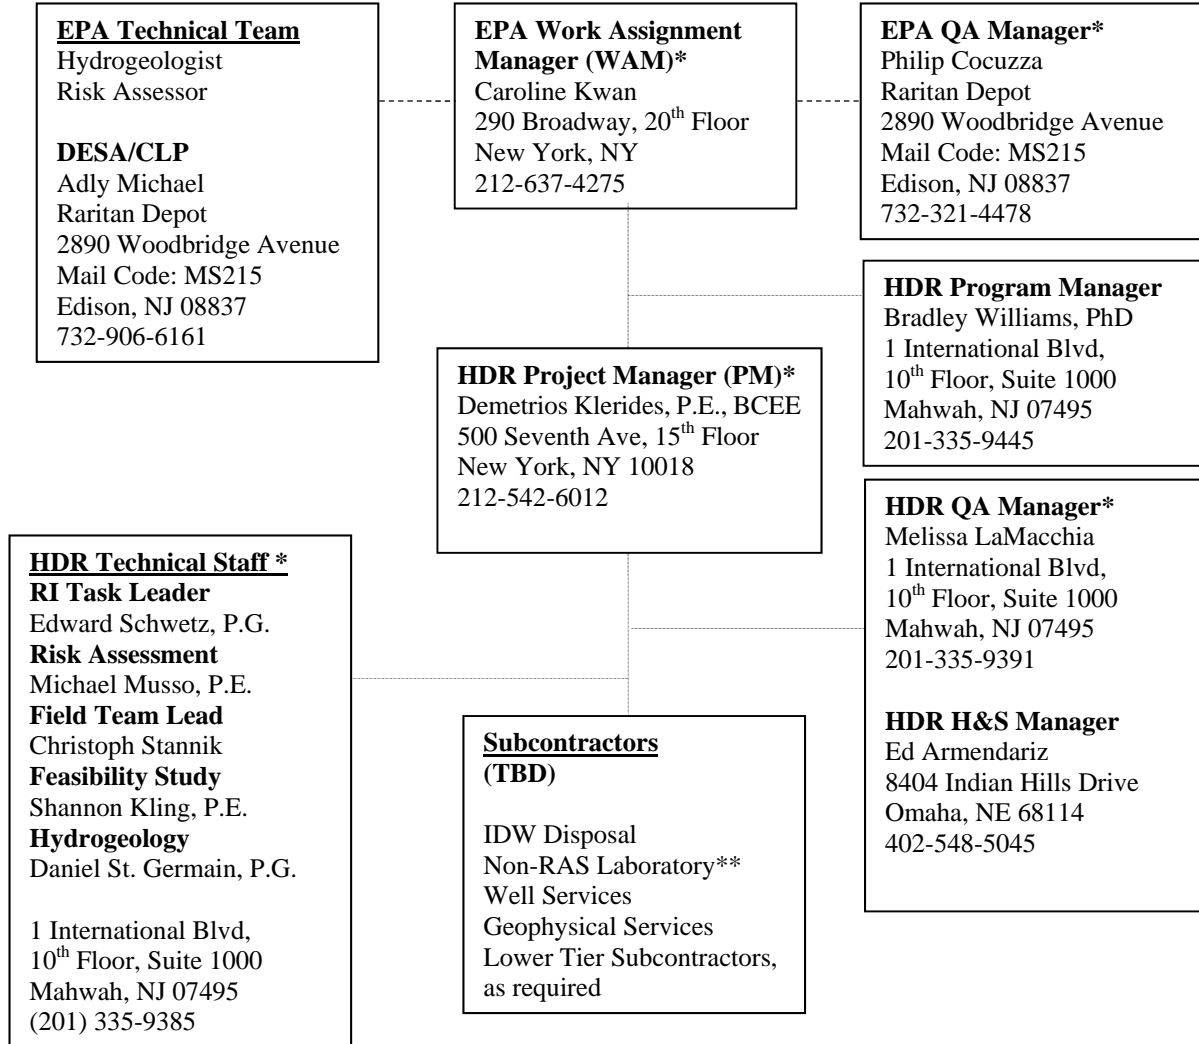 EPA Technical Team
Hydrogeologist
Risk Assessor
DESA/CLP
Adly Michael
Raritan Depot
2890 Woodbridge Avenue
Mail Code: MS215
Edison, NJ 08837
732-906-6161
EPA Work Assignment
Manager (WAM)*
Caroline Kwan
290 Broadway, 20th Floor
New York, NY
212-637-4275
EPA QA Manager*
Philip Cocuzza
Raritan Depot
2890 Woodbridge Avenue
Mail Code: MS215
Edison, NJ 08837
732-321-4478
HDR Program Manager
Bradley Williams, PhD
1 International Blvd,
10th Floor, Suite 1000
Mahwah, NJ 07495
201-335-9445
HDR Project Manager (PM)*
Demetrios Klerides, P.E., BCEE
500 Seventh Ave, 15th Floor
New York, NY 10018
212-542-6012
HDR QA Manager*
Melissa LaMacchia
1 International Blvd,
10th Floor, Suite 1000
Mahwah, NJ 07495
201-335-9391
HDR H&S Manager
Ed Armendariz
8404 Indian Hills Drive
Omaha, NE 68114
402-548-5045
HDR Technical Staff *
RI Task Leader
Edward Schwetz, P.G.
Risk Assessment
Michael Musso, P.E.
Field Team Lead
Christoph Stannik
Feasibility Study
Shannon Kling, P.E.
Hydrogeology
Daniel St. Germain, P.G.
1 International Blvd,
10th Floor, Suite 1000
Mahwah, NJ 07495
(201) 335-9385
Subcontractors
(TBD)
IDW Disposal
Non-RAS Laboratory**
Well Services
Geophysical Services
Lower Tier Subcontractors,
as required